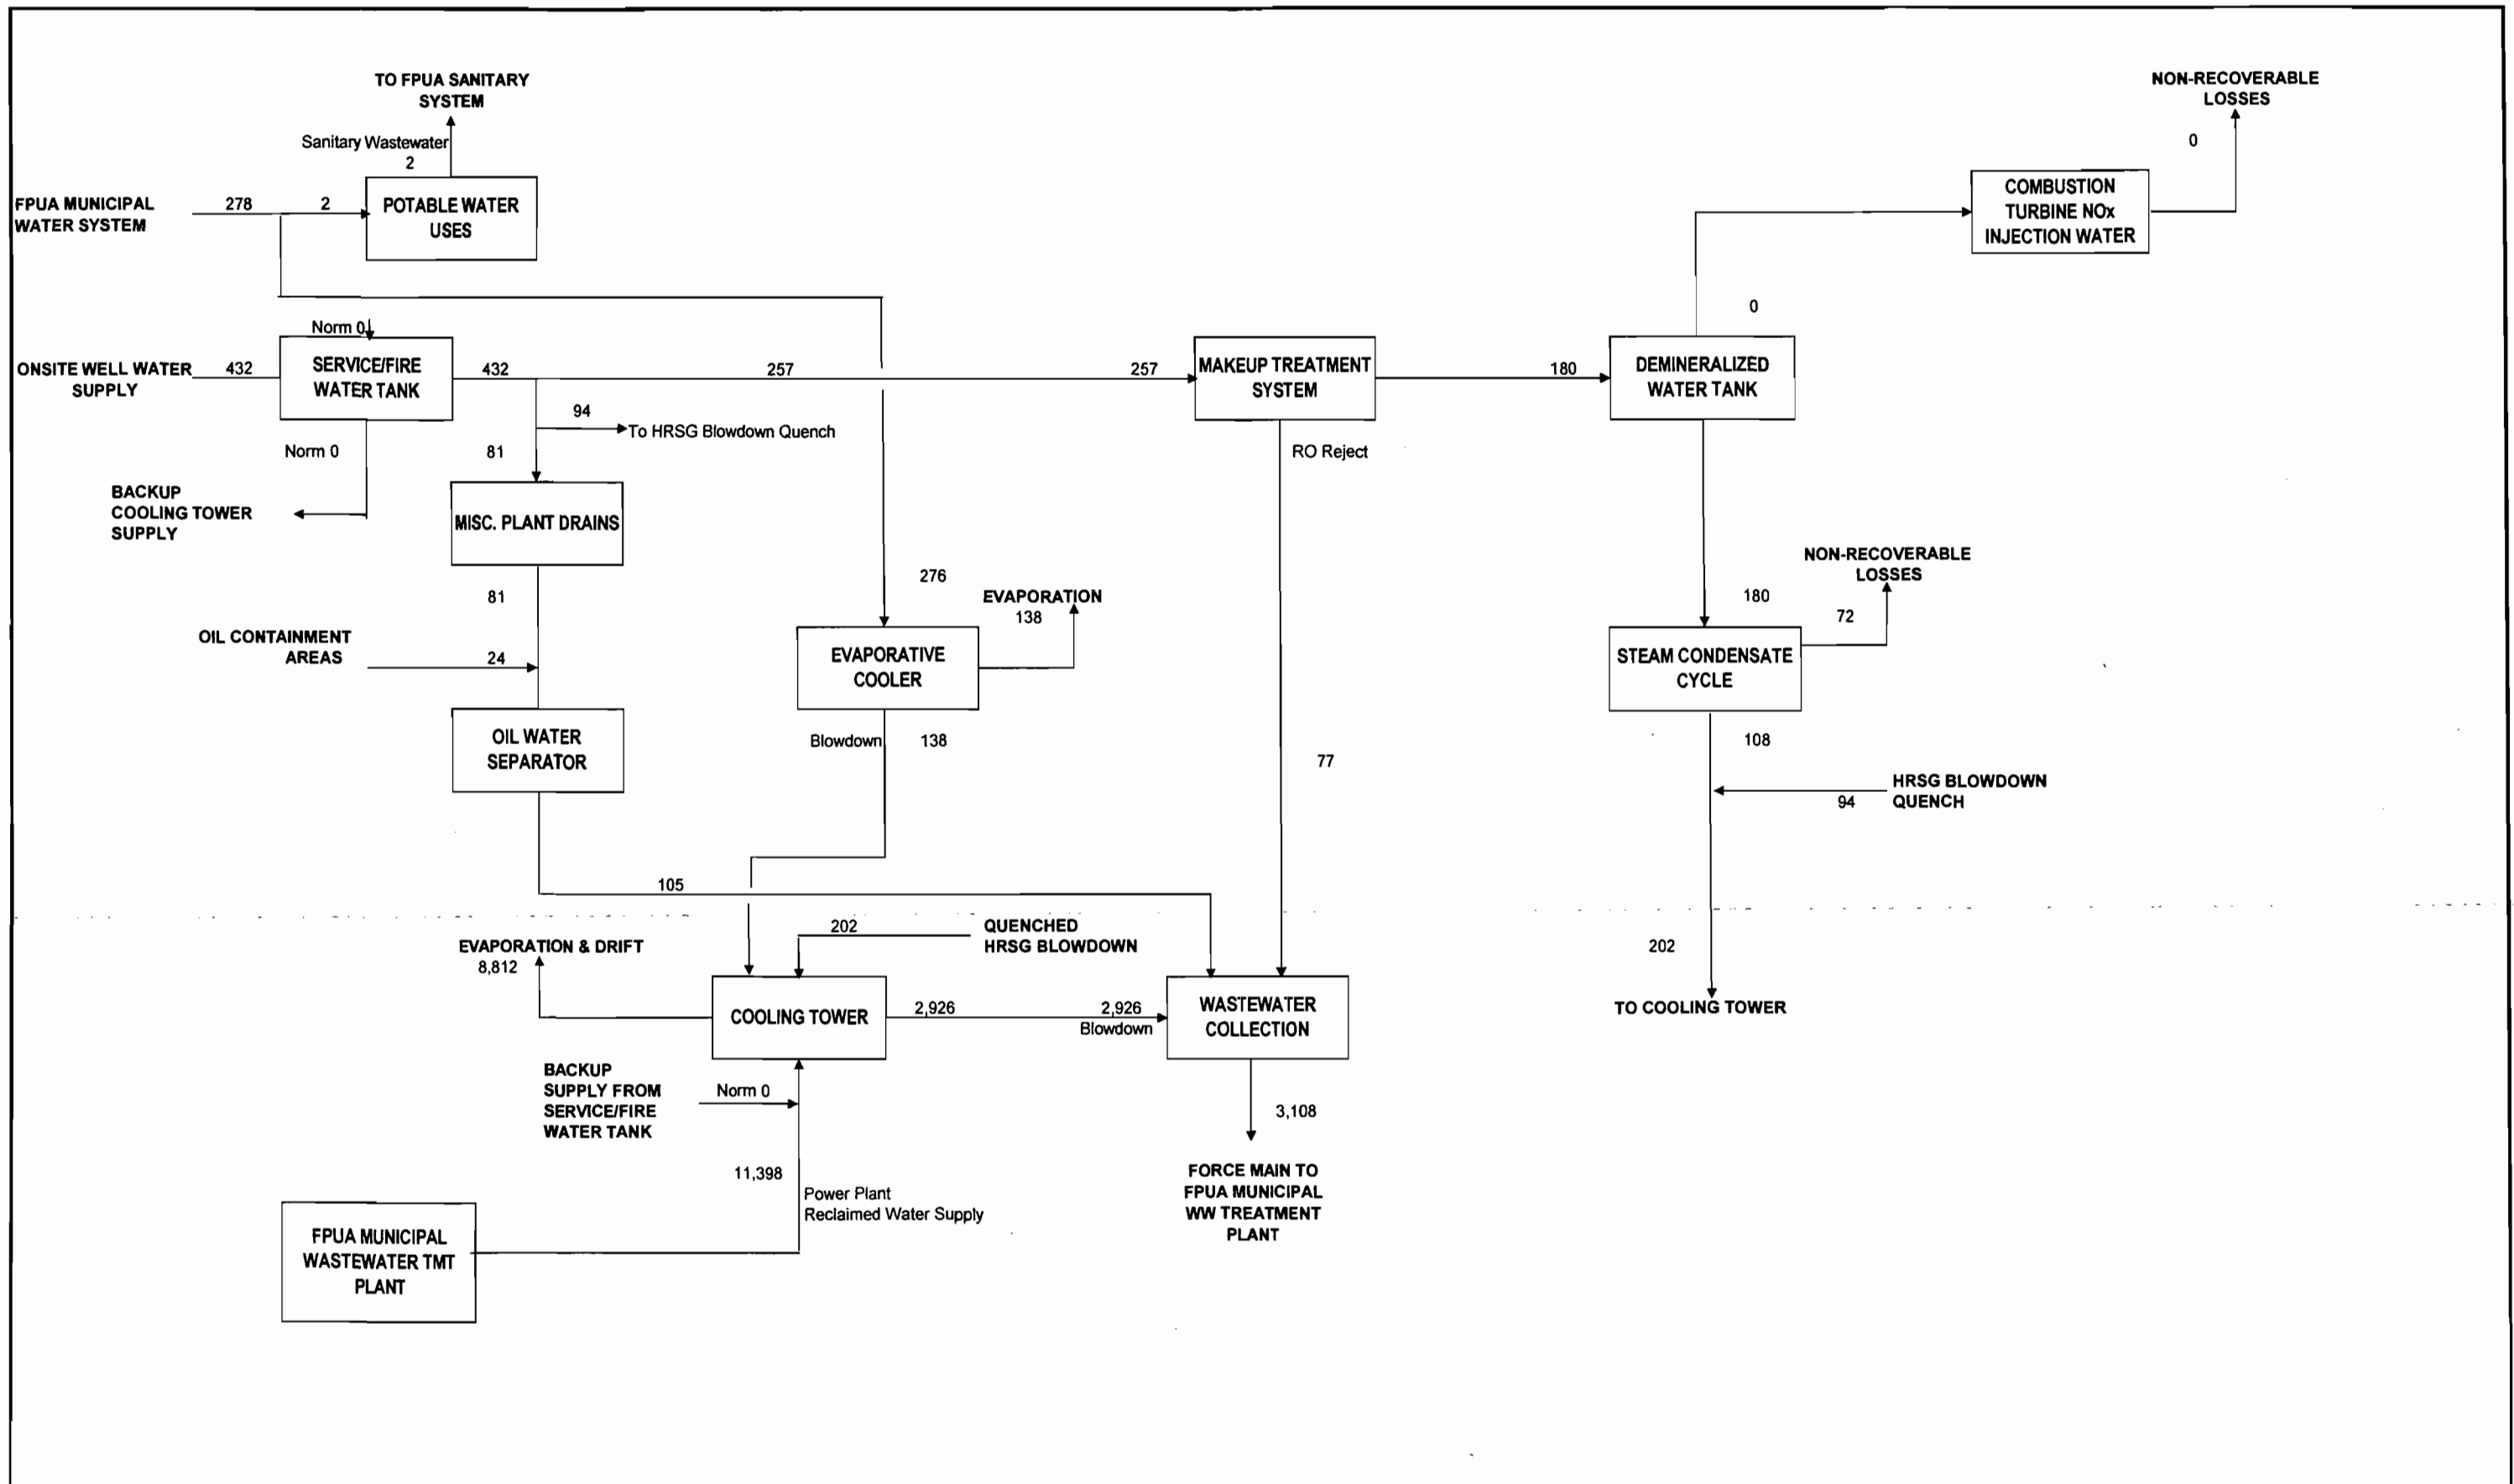 TO FPUA SANITARY
SYSTEM
Sanitary Wastewater
2
FPUA MUNICIPAL
WATER SYSTEM
278
2
POTABLE WATER
USES
NON-RECOVERABLE
LOSSES
0
COMBUSTION
TURBINE NOx
INJECTION WATER
0
Norm 0
ONSITE WELL WATER
SUPPLY
432
SERVICE/FIRE
WATER TANK
432
257
257
MAKEUP TREATMENT
SYSTEM
180
DEMINERALIZED
WATER TANK
94
To HRSG Blowdown Quench
Norm 0
81
RO Reject
BACKUP
COOLING TOWER
SUPPLY
MISC. PLANT DRAINS
81
OIL CONTAINMENT
AREAS
24
276
EVAPORATION
138
EVAPORATIVE
COOLER
180
NON-RECOVERABLE
LOSSES
72
STEAM CONDENSATE
CYCLE
OIL WATER
SEPARATOR
Blowdown
138
77
108
HRSG BLOWDOWN
QUENCH
94
105
202
QUENCHED
HRSG BLOWDOWN
EVAPORATION & DRIFT
8,812
202
TO COOLING TOWER
COOLING TOWER
2,926
2,926
Blowdown
WASTEWATER
COLLECTION
BACKUP
SUPPLY FROM
SERVICE/FIRE
WATER TANK
Norm 0
3,108
11,398
Power Plant
Reclaimed Water Supply
FORCE MAIN TO
FPUA MUNICIPAL
WW TREATMENT
PLANT
FPUA MUNICIPAL
WASTEWATER TMT
PLANT